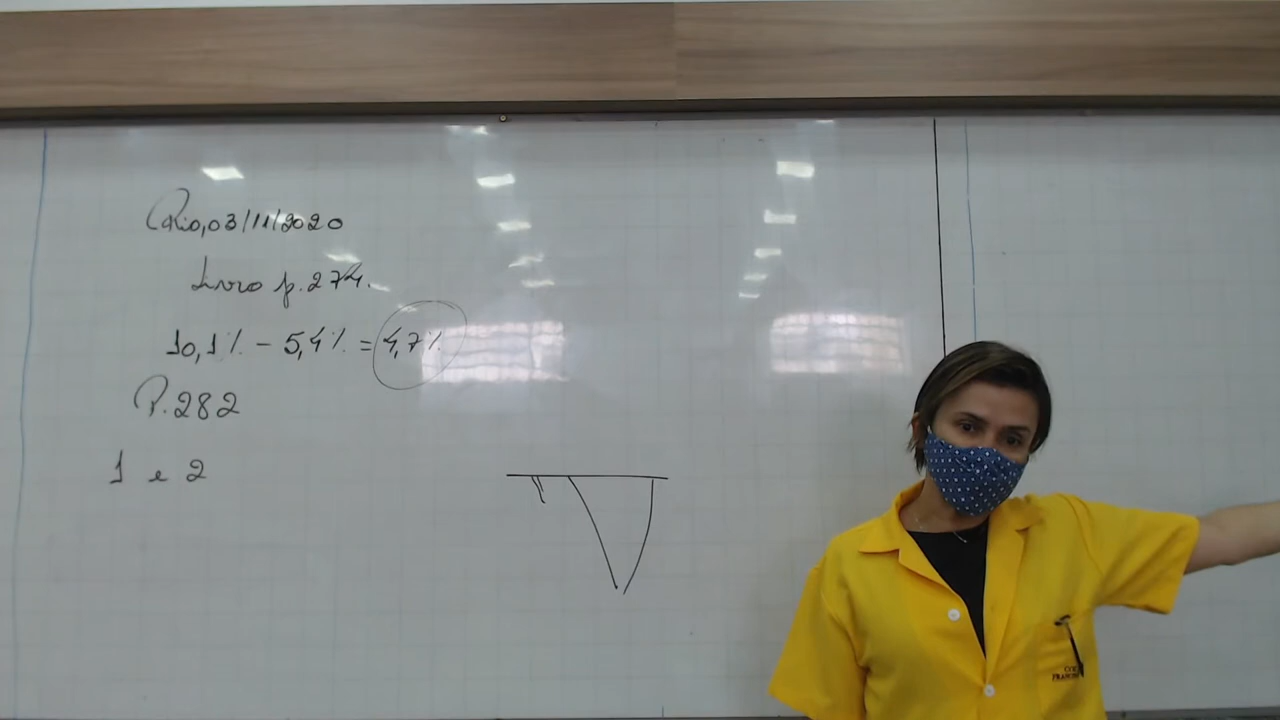 Rio, 03/11/2020
Livro p. 274.
10,1% - 5,4% = 4,7%
P. 282
1 e 2